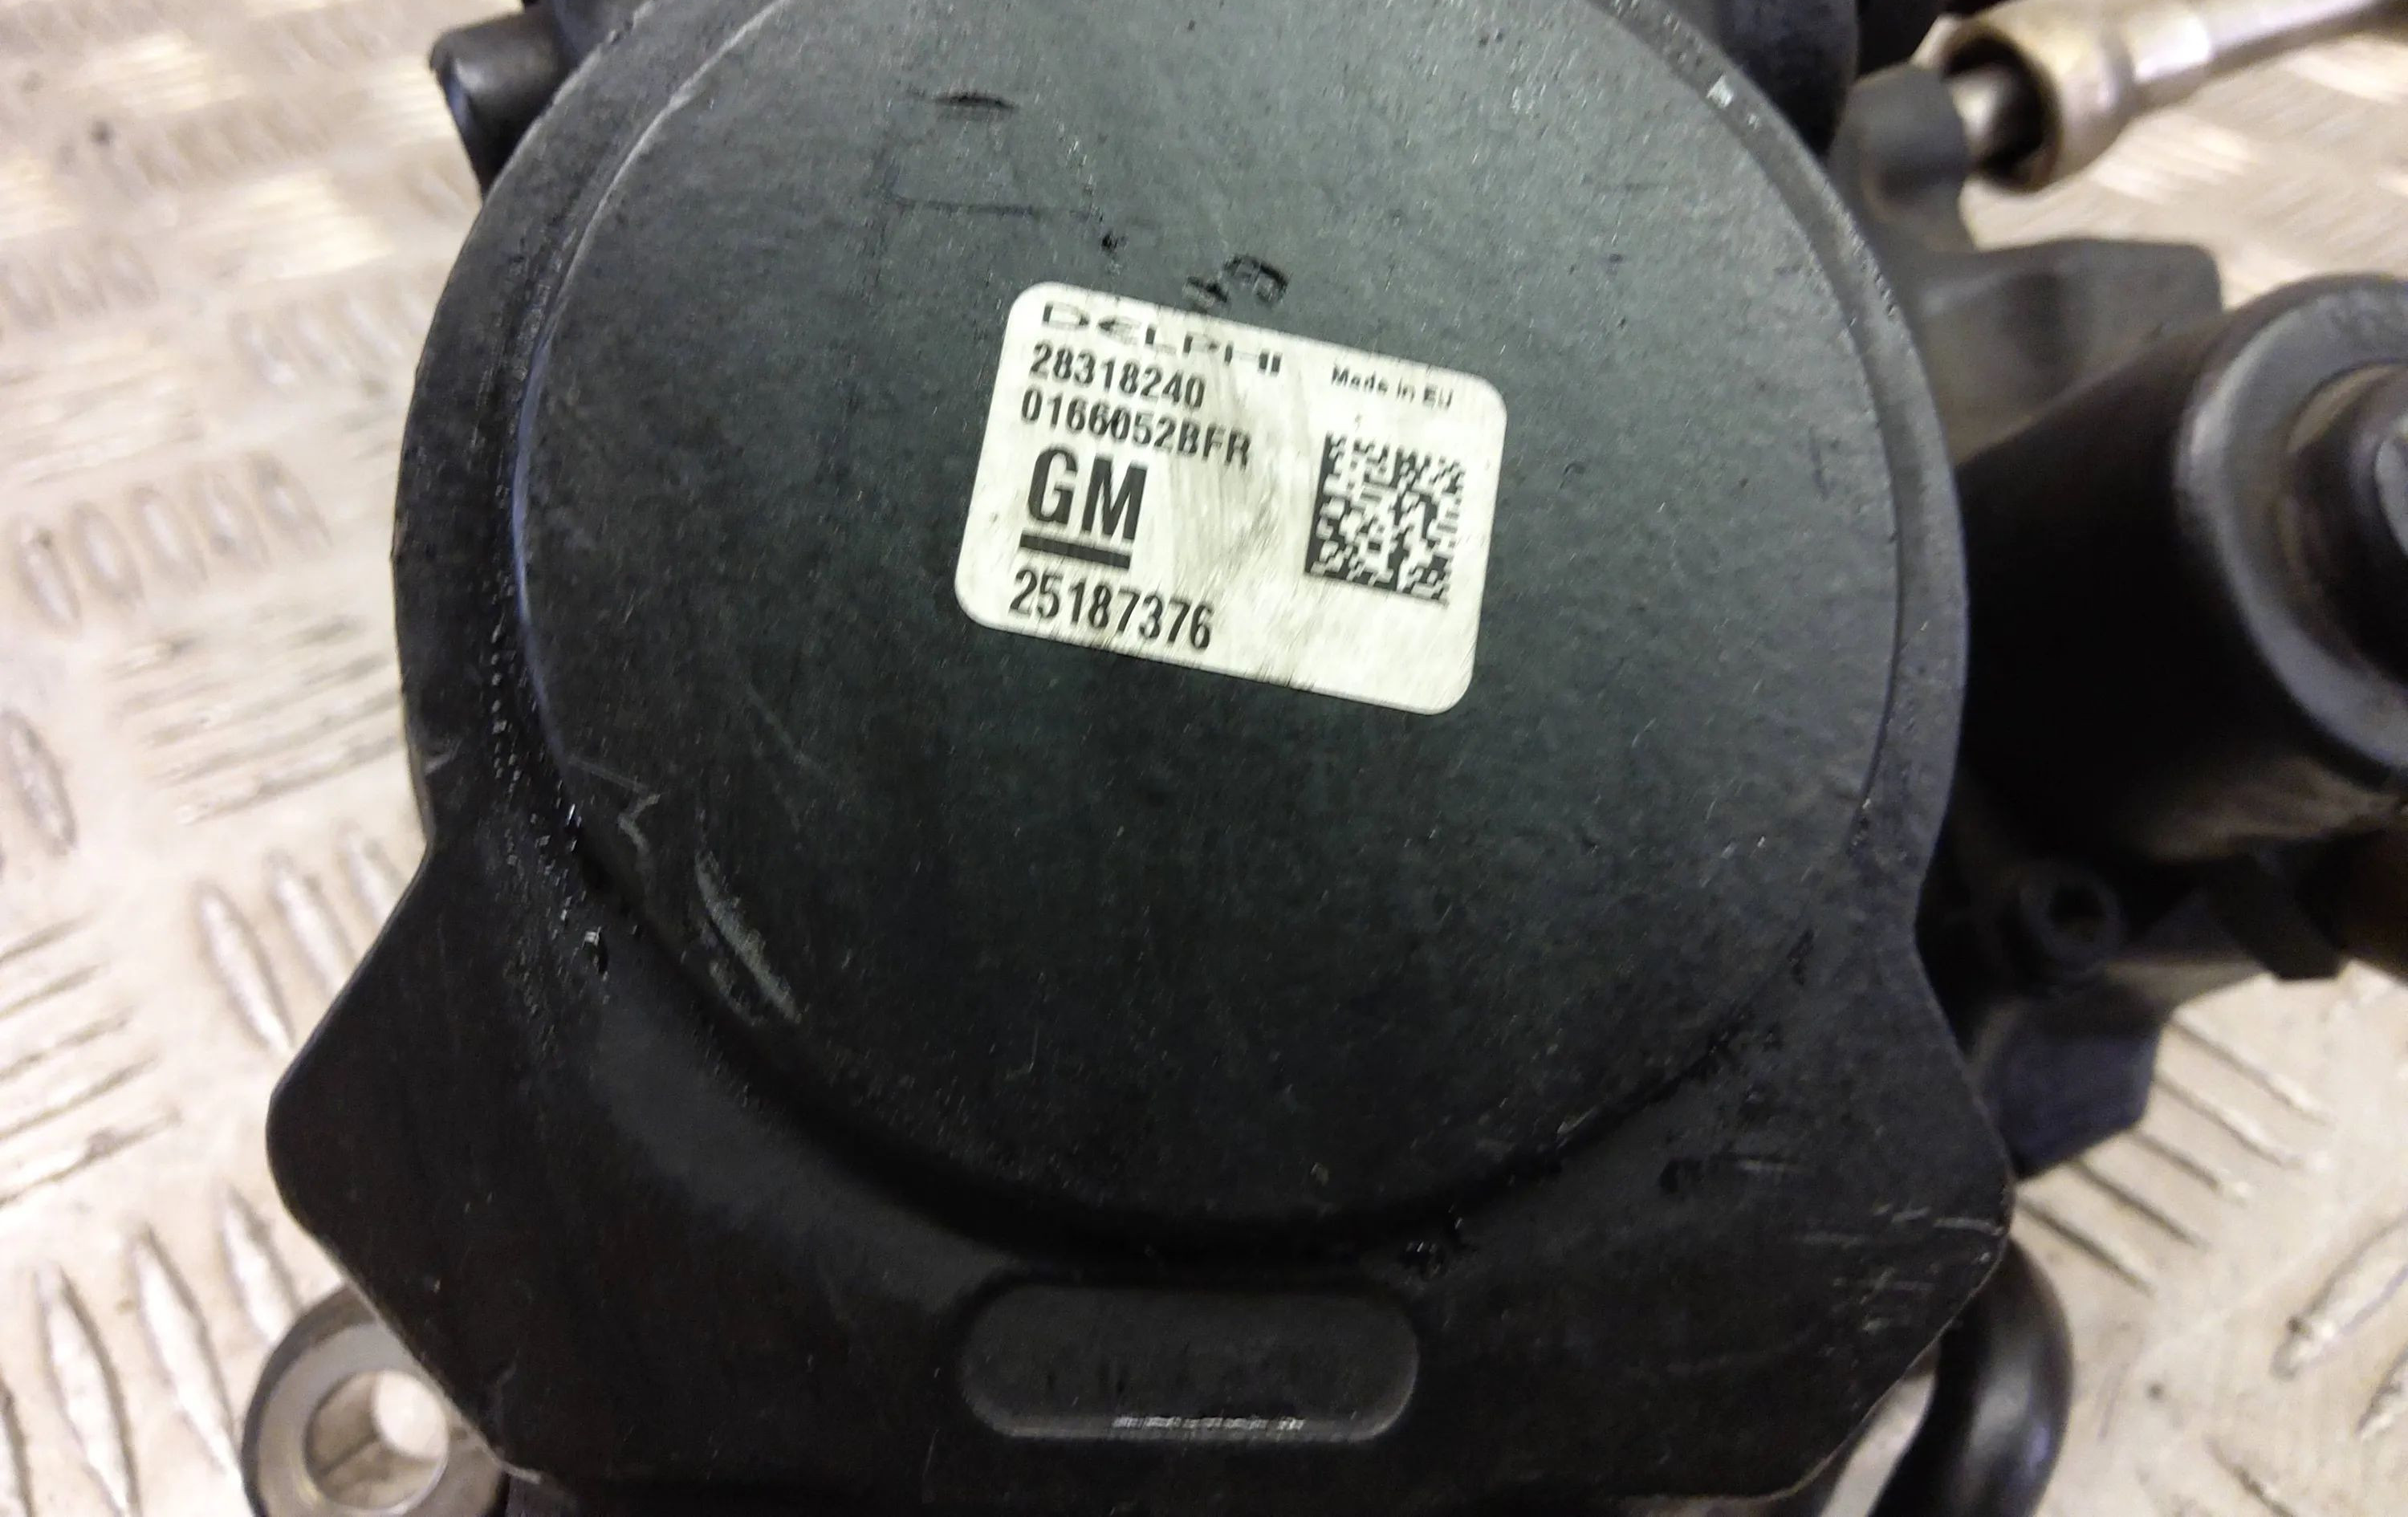 DELPHI
28318240
Made in EU
0166052BFR
GM
25187376